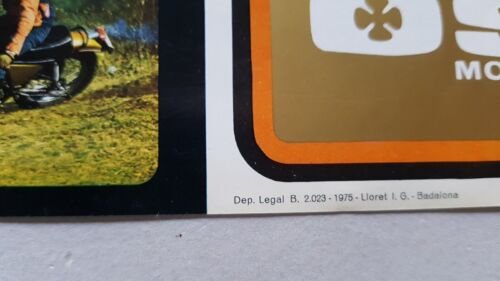 MO
Dep. Legal B. 2.023 - 1975 - Lloret I. G. - Badalona